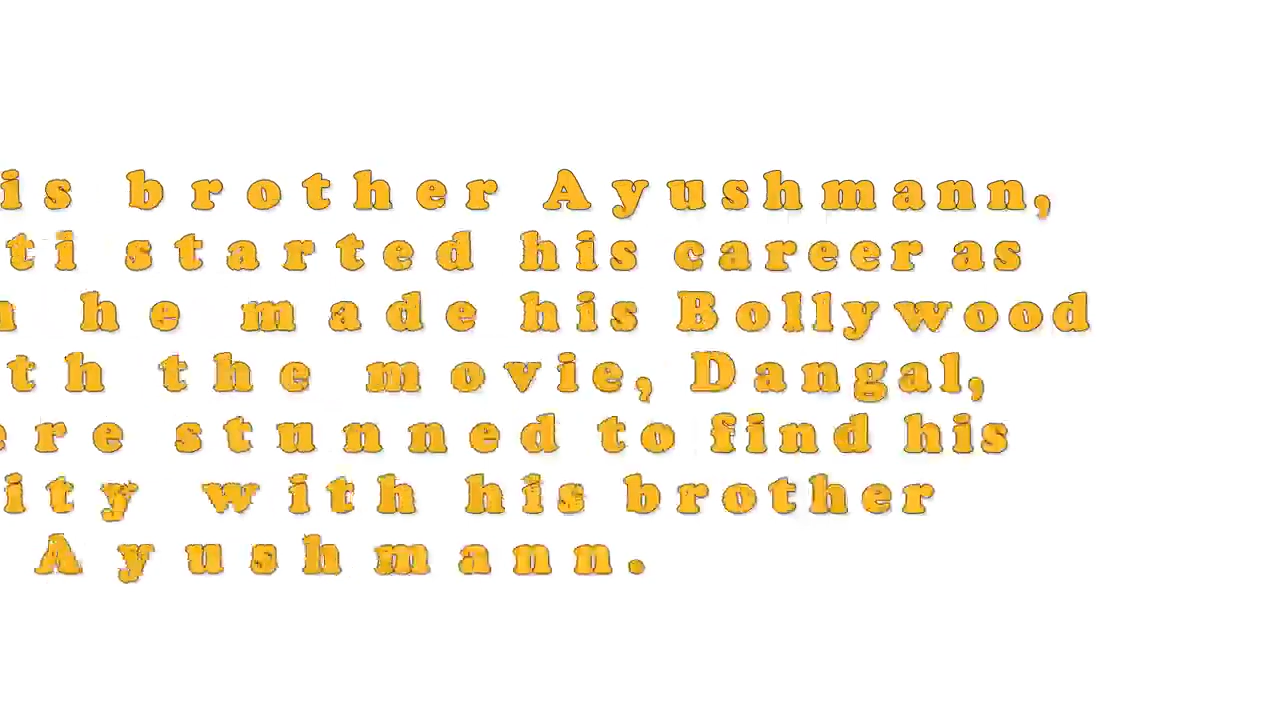 is brother Ayushmann,
ti started his career as
he made his Bollywood
th the movie, Dangal,
ere stunned to find his
ity with his brother
Ayushmann.